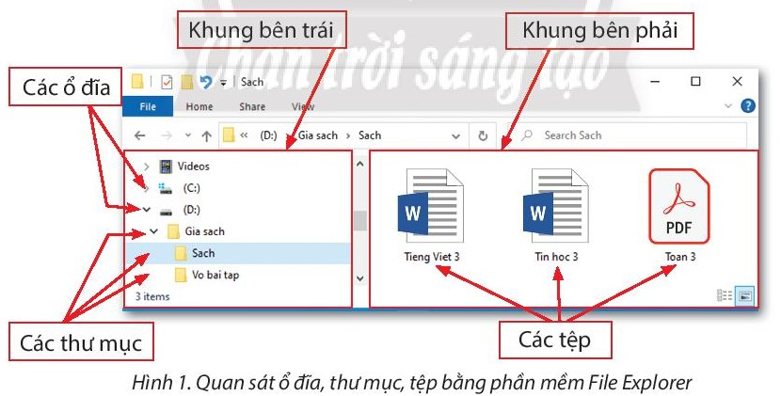 Khung bên trái
Khung bên phải
Chân trời sáng tạo
Các ổ đĩa
Sach
File Home Share View
(D:) Gia sach Sach
Search Sach
Videos
(C:)
(D:)
Gia sach
Sach
Vo bai tap
3 items
W
Tieng Viet 3
W
Tin hoc 3
PDF
Toan 3
Các thư mục
Các tệp
Hình 1. Quan sát ổ đĩa, thư mục, tệp bằng phần mềm File Explorer